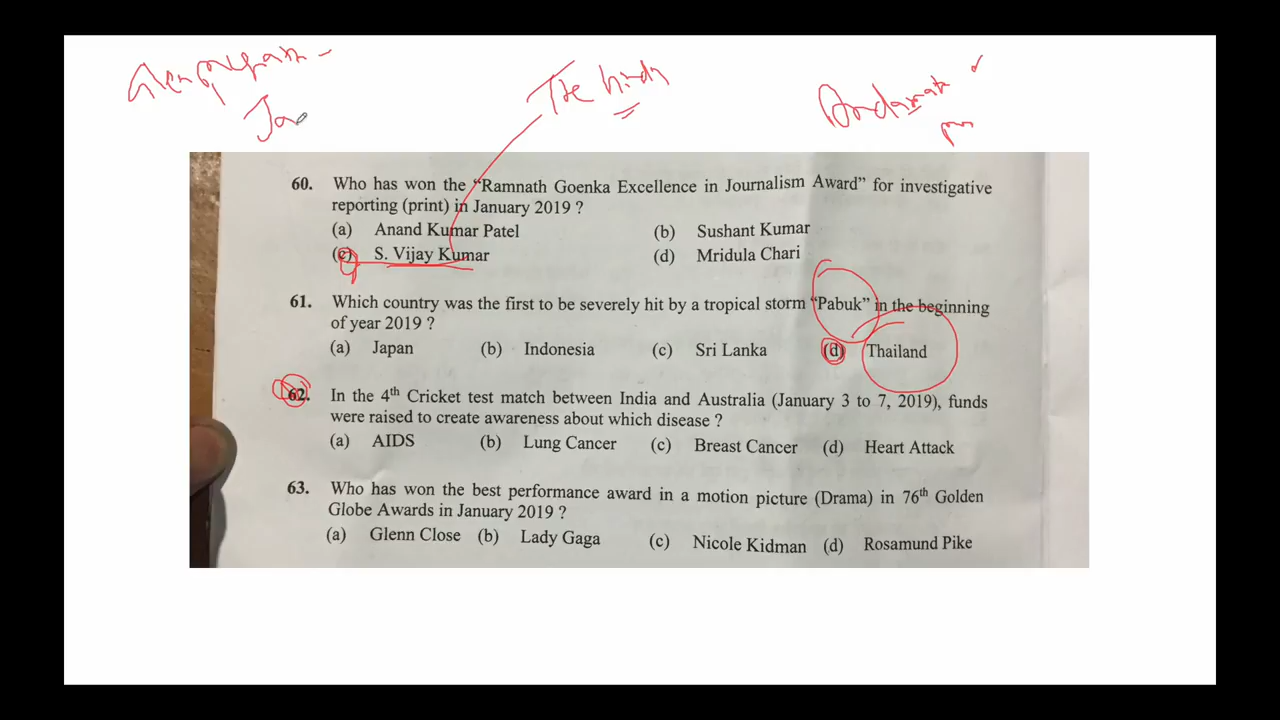 Glen mcgrath -
Jan
The hindu
Andaman
60. Who has won the “Ramnath Goenka Excellence in Journalism Award” for investigative
reporting (print) in January 2019 ?
(a) Anand Kumar Patel (b) Sushant Kumar
(c) S. Vijay Kumar (d) Mridula Chari
61. Which country was the first to be severely hit by a tropical storm “Pabuk” in the beginning
of year 2019 ?
(a) Japan (b) Indonesia (c) Sri Lanka (d) Thailand
62. In the 4th Cricket test match between India and Australia (January 3 to 7, 2019), funds
were raised to create awareness about which disease ?
(a) AIDS (b) Lung Cancer (c) Breast Cancer (d) Heart Attack
63. Who has won the best performance award in a motion picture (Drama) in 76th Golden
Globe Awards in January 2019 ?
(a) Glenn Close (b) Lady Gaga (c) Nicole Kidman (d) Rosamund Pike